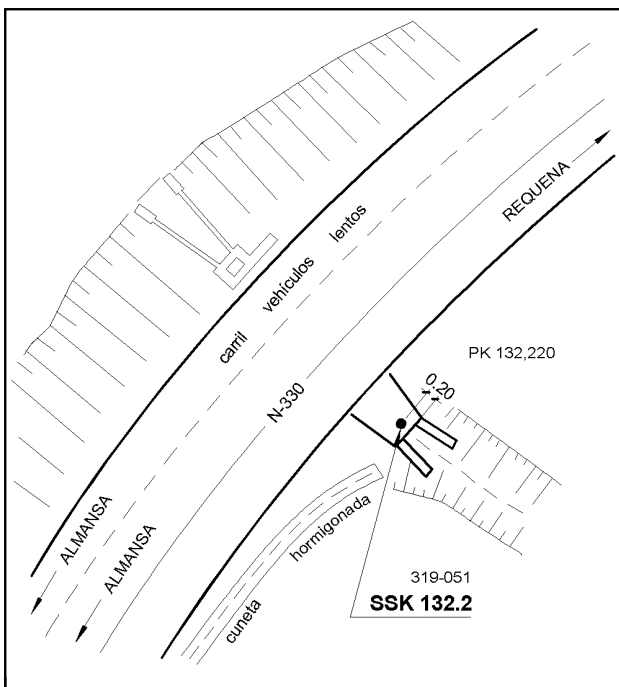 REQUENA
carril vehículos lentos
PK 132,220
0.20
N-330
ALMANSA
ALMANSA
cuneta hormigonada
319-051
SSK 132.2